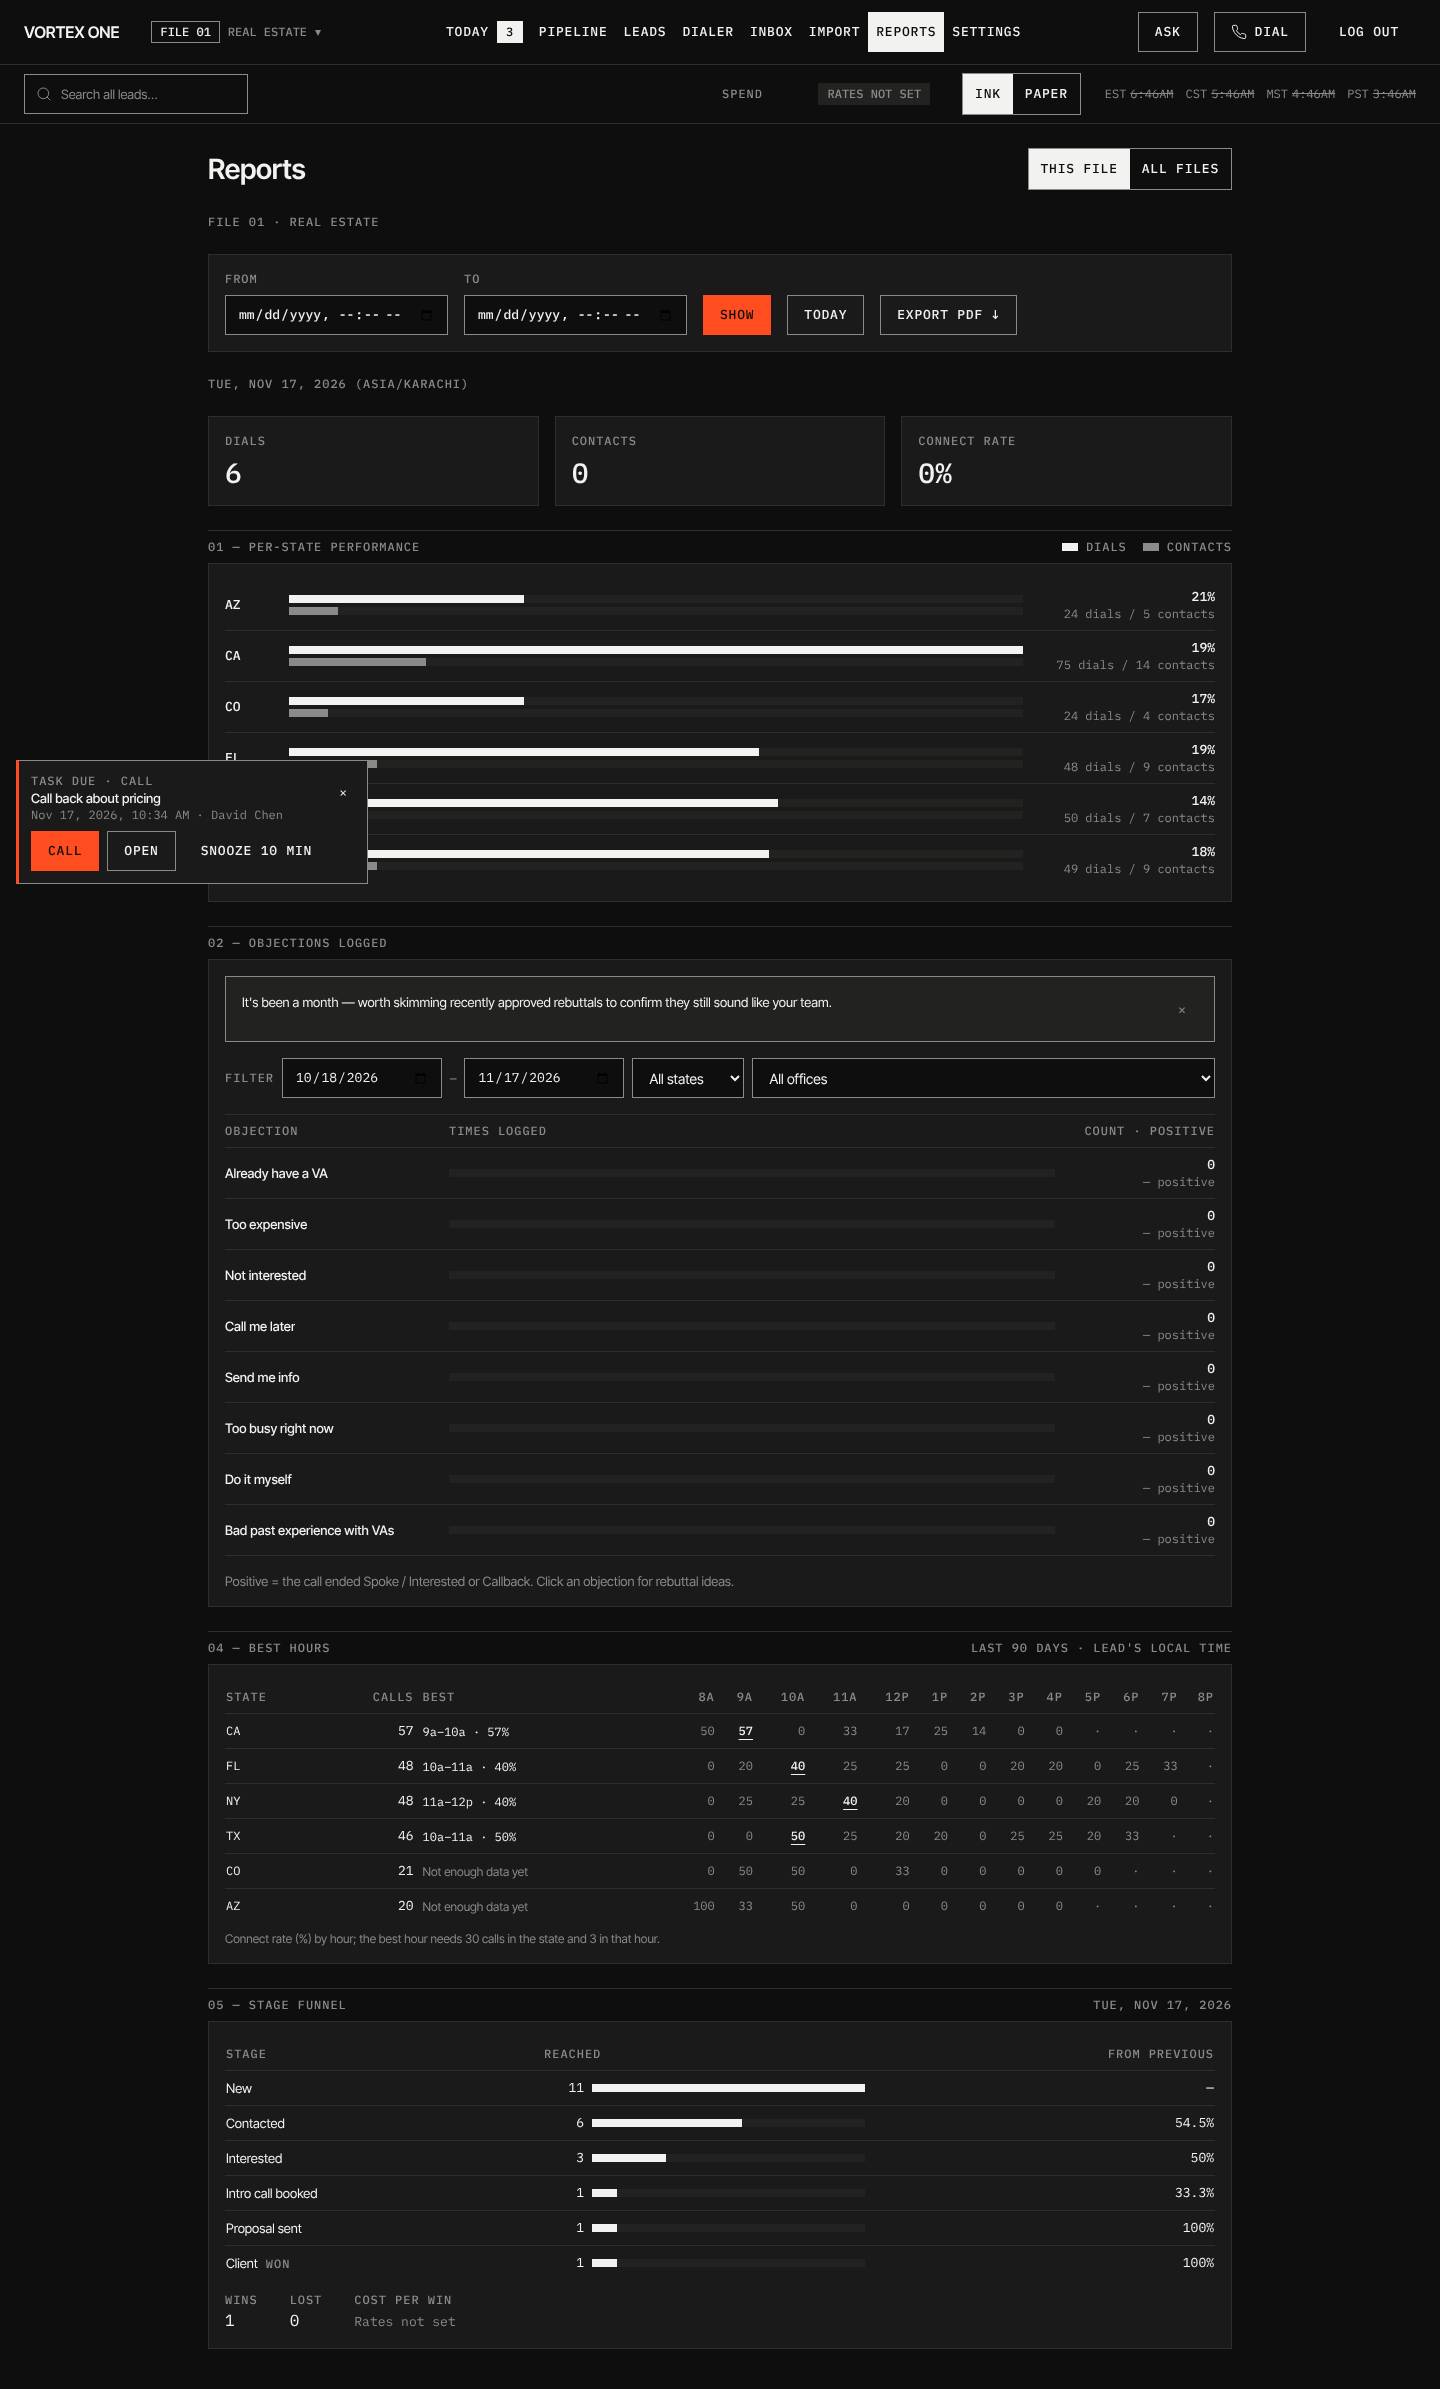 VORTEX ONE
FILE 01 REAL ESTATE ▾
TODAY 3 PIPELINE LEADS DIALER INBOX IMPORT REPORTS SETTINGS
ASK DIAL LOG OUT
Search all leads...
SPEND RATES NOT SET INK PAPER EST 6:46AM CST 5:46AM MST 4:46AM PST 3:46AM
Reports
THIS FILE ALL FILES
FILE 01 · REAL ESTATE
FROM TO
mm/dd/yyyy, --:-- -- mm/dd/yyyy, --:-- -- SHOW TODAY EXPORT PDF ↓
TUE, NOV 17, 2026 (ASIA/KARACHI)
DIALS CONTACTS CONNECT RATE
6 0 0%
01 — PER-STATE PERFORMANCE DIALS CONTACTS
AZ 21%
24 dials / 5 contacts
CA 19%
75 dials / 14 contacts
CO 17%
24 dials / 4 contacts
FL 19%
48 dials / 9 contacts
14%
50 dials / 7 contacts
18%
49 dials / 9 contacts
TASK DUE · CALL
Call back about pricing ×
Nov 17, 2026, 10:34 AM · David Chen
CALL OPEN SNOOZE 10 MIN
02 — OBJECTIONS LOGGED
It's been a month — worth skimming recently approved rebuttals to confirm they still sound like your team. ×
FILTER 10/18/2026 – 11/17/2026 All states All offices
OBJECTION TIMES LOGGED COUNT · POSITIVE
Already have a VA 0
— positive
Too expensive 0
— positive
Not interested 0
— positive
Call me later 0
— positive
Send me info 0
— positive
Too busy right now 0
— positive
Do it myself 0
— positive
Bad past experience with VAs 0
— positive
Positive = the call ended Spoke / Interested or Callback. Click an objection for rebuttal ideas.
04 — BEST HOURS LAST 90 DAYS · LEAD'S LOCAL TIME
STATE CALLS BEST 8A 9A 10A 11A 12P 1P 2P 3P 4P 5P 6P 7P 8P
CA 57 9a–10a · 57% 50 57 0 33 17 25 14 0 0 · · · ·
FL 48 10a–11a · 40% 0 20 40 25 25 0 0 20 20 0 25 33 ·
NY 48 11a–12p · 40% 0 25 25 40 20 0 0 0 0 20 20 0 ·
TX 46 10a–11a · 50% 0 0 50 25 20 20 0 25 25 20 33 · ·
CO 21 Not enough data yet 0 50 50 0 33 0 0 0 0 0 · · ·
AZ 20 Not enough data yet 100 33 50 0 0 0 0 0 0 · · · ·
Connect rate (%) by hour; the best hour needs 30 calls in the state and 3 in that hour.
05 — STAGE FUNNEL TUE, NOV 17, 2026
STAGE REACHED FROM PREVIOUS
New 11 —
Contacted 6 54.5%
Interested 3 50%
Intro call booked 1 33.3%
Proposal sent 1 100%
Client WON 1 100%
WINS LOST COST PER WIN
1 0 Rates not set